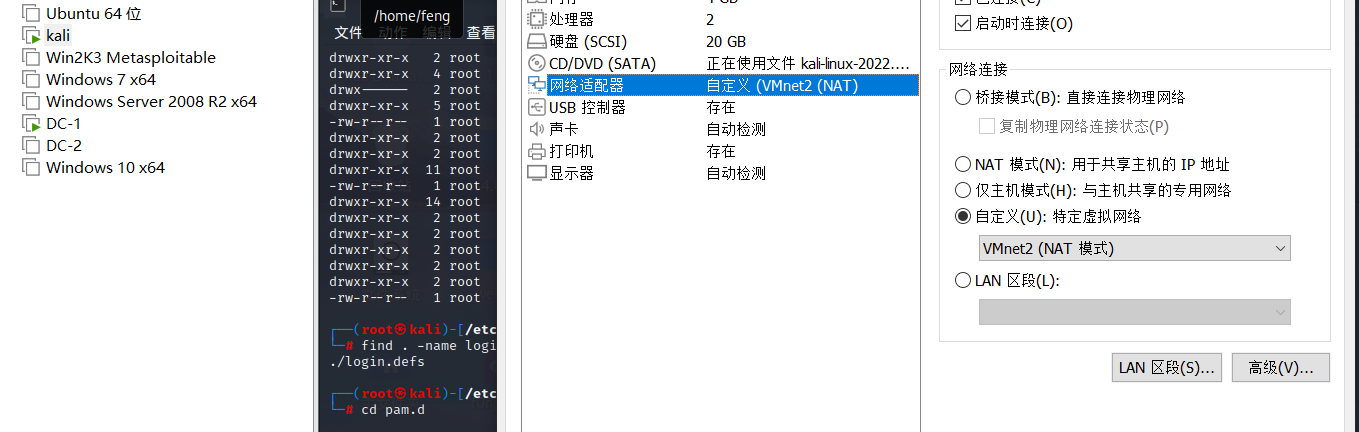 Ubuntu 64 位
kali
Win2K3 Metasploitable
Windows 7 x64
Windows Server 2008 R2 x64
DC-1
DC-2
Windows 10 x64
/home/feng
文件 动作 编辑 查看
drwxr-xr-x 2 root
drwxr-xr-x 4 root
drwx------ 2 root
drwxr-xr-x 5 root
-rw-r--r-- 1 root
drwxr-xr-x 2 root
drwxr-xr-x 2 root
drwxr-xr-x 11 root
-rw-r--r-- 1 root
drwxr-xr-x 14 root
drwxr-xr-x 2 root
drwxr-xr-x 2 root
drwxr-xr-x 2 root
drwxr-xr-x 2 root
drwxr-xr-x 2 root
-rw-r--r-- 1 root
┌──(root㉿kali)-[/etc
└─# find . -name logi
./login.defs
┌──(root㉿kali)-[/etc
└─# cd pam.d
处理器 2
硬盘 (SCSI) 20 GB
CD/DVD (SATA) 正在使用文件 kali-linux-2022....
网络适配器 自定义 (VMnet2 (NAT)
USB 控制器 存在
声卡 自动检测
打印机 存在
显示器 自动检测
启动时连接(O)
网络连接
桥接模式(B): 直接连接物理网络
复制物理网络连接状态(P)
NAT 模式(N): 用于共享主机的 IP 地址
仅主机模式(H): 与主机共享的专用网络
自定义(U): 特定虚拟网络
VMnet2 (NAT 模式)
LAN 区段(L):
LAN 区段(S)... 高级(V)...